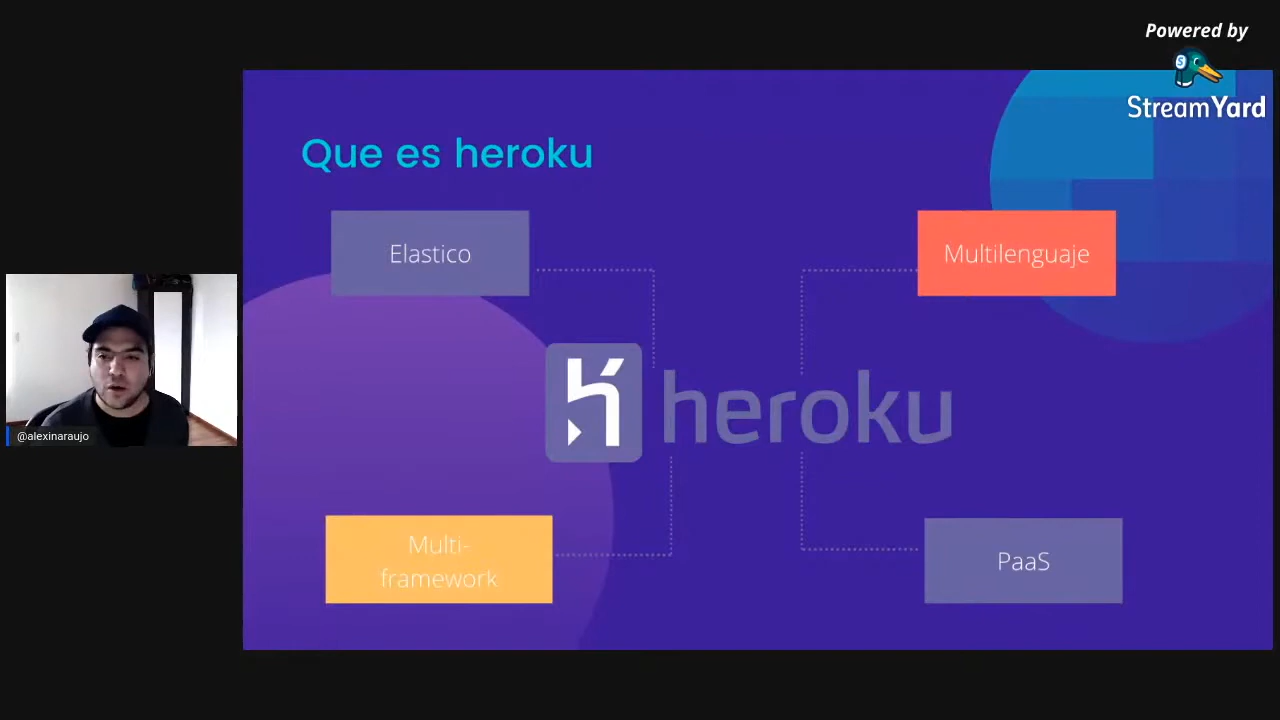 Powered by
StreamYard
Que es heroku
Elastico
Multilenguaje
heroku
Multi-
framework
PaaS
@alexinaraujo